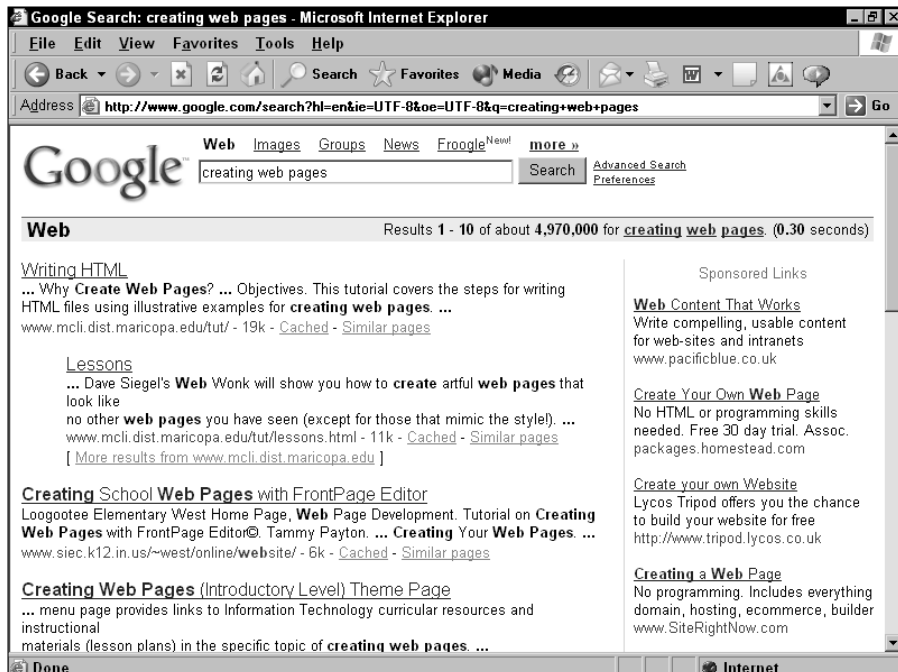 Google Search: creating web pages - Microsoft Internet Explorer
File Edit View Favorites Tools Help
Back Search Favorites Media
Address http://www.google.com/search?hl=en&ie=UTF-8&oe=UTF-8&q=creating+web+pages Go
Web Images Groups News Froogle New! more »
Google™
creating web pages Search Advanced Search
Preferences
Web Results 1 - 10 of about 4,970,000 for creating web pages. (0.30 seconds)
Writing HTML
... Why Create Web Pages? ... Objectives. This tutorial covers the steps for writing
HTML files using illustrative examples for creating web pages. ...
www.mcli.dist.maricopa.edu/tut/ - 19k - Cached - Similar pages
Lessons
... Dave Siegel's Web Wonk will show you how to create artful web pages that
look like
no other web pages you have seen (except for those that mimic the style!). ...
www.mcli.dist.maricopa.edu/tut/lessons.html - 11k - Cached - Similar pages
[ More results from www.mcli.dist.maricopa.edu ]
Creating School Web Pages with FrontPage Editor
Loogootee Elementary West Home Page, Web Page Development. Tutorial on Creating
Web Pages with FrontPage Editor©. Tammy Payton. ... Creating Your Web Pages. ...
www.siec.k12.in.us/~west/online/website/ - 6k - Cached - Similar pages
Creating Web Pages (Introductory Level) Theme Page
... menu page provides links to Information Technology curricular resources and
instructional
materials (lesson plans) in the specific topic of creating web pages. ...
Sponsored Links
Web Content That Works
Write compelling, usable content
for web-sites and intranets
www.pacificblue.co.uk
Create Your Own Web Page
No HTML or programming skills
needed. Free 30 day trial. Assoc.
packages.homestead.com
Create your own Website
Lycos Tripod offers you the chance
to build your website for free
http://www.tripod.lycos.co.uk
Creating a Web Page
No programming. Includes everything
domain, hosting, ecommerce, builder
www.SiteRightNow.com
Done Internet